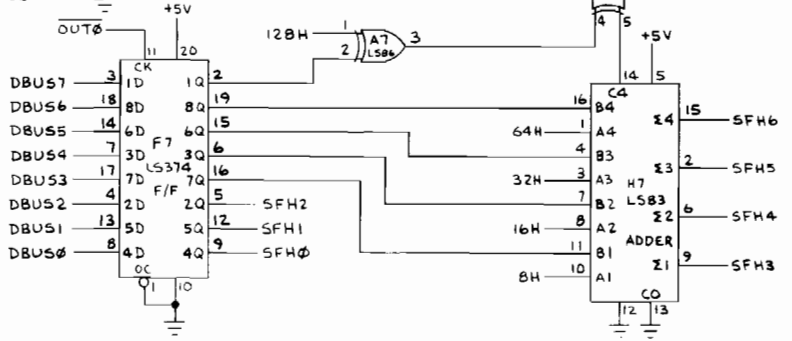 +5V
OUTØ
11 20
CK
DBUS7 3 1D 1Q 2
DBUS6 18 8D 8Q 19
DBUS5 14 6D 6Q 15
DBUS4 7 3D 3Q 6
DBUS3 17 7D 7Q 16
DBUS2 4 2D 2Q 5 SFH2
DBUS1 13 5D 5Q 12 SFH1
DBUSØ 8 4D 4Q 9 SFHØ
F7
LS374
F/F
OC
1 10
128H 1
2
A7
LS86
3
4 5
+5V
14 5
C4
16 B4
64H 1 A4
4 B3
32H 3 A3
7 B2
16H 8 A2
11 B1
8H 10 A1
H7
LS83
ADDER
Σ4 15 SFH6
Σ3 2 SFH5
Σ2 6 SFH4
Σ1 9 SFH3
CO
12 13